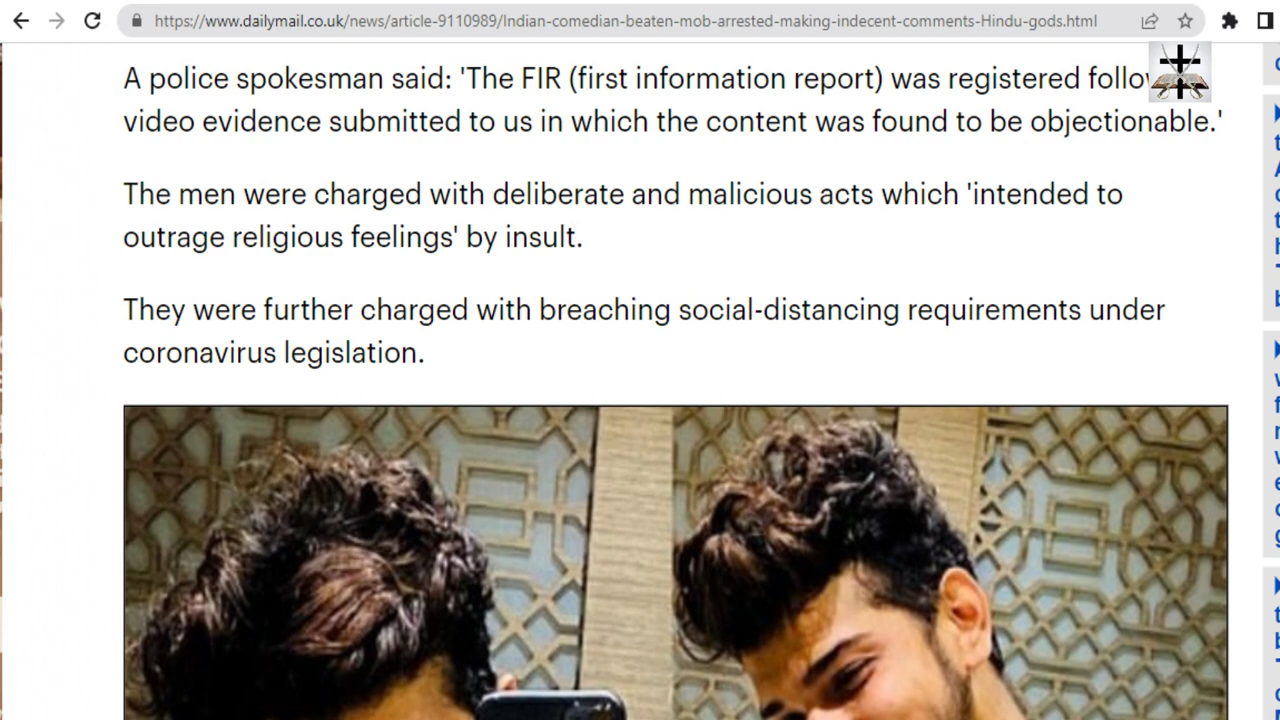 https://www.dailymail.co.uk/news/article-9110989/Indian-comedian-beaten-mob-arrested-making-indecent-comments-Hindu-gods.html
A police spokesman said: 'The FIR (first information report) was registered
video evidence submitted to us in which the content was found to be objectionable.'
The men were charged with deliberate and malicious acts which 'intended to
outrage religious feelings' by insult.
They were further charged with breaching social-distancing requirements under
coronavirus legislation.